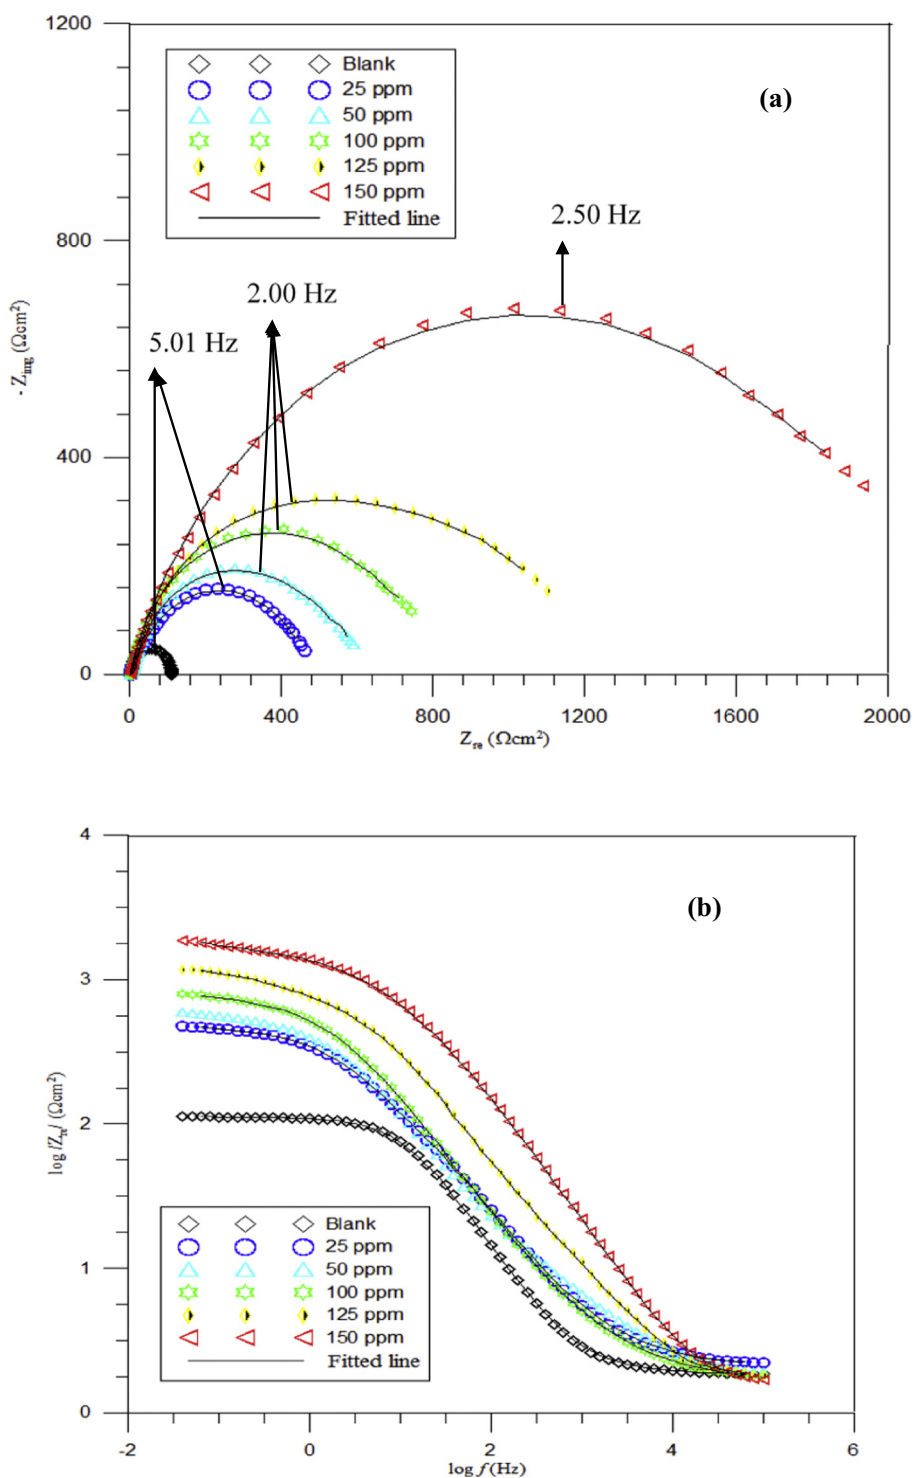 1200
(a)
Blank
25 ppm
50 ppm
100 ppm
125 ppm
150 ppm
Fitted line
2.50 Hz
800
2.00 Hz
5.01 Hz
- Zimg (Ωcm²)
400
0
0 400 800 1200 1600 2000
Zre (Ωcm²)
4
(b)
3
2
log |Zre| (Ωcm²)
Blank
25 ppm
50 ppm
100 ppm
125 ppm
150 ppm
Fitted line
1
0
-2 0 2 4 6
log f (Hz)